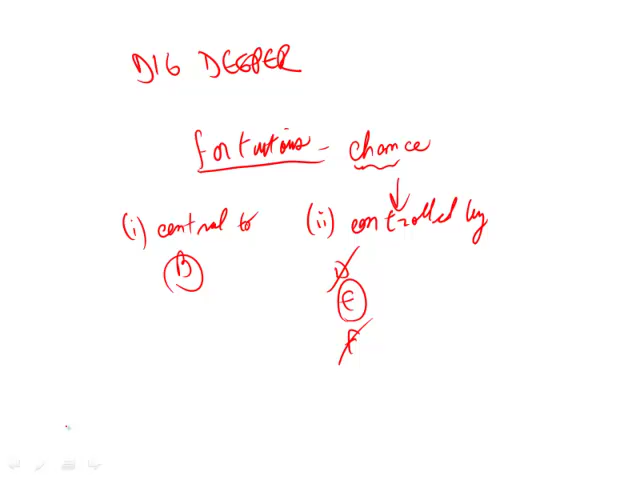 DIG DEEPER
fortuitous - chance
(i) central to (ii) controlled by
B
D
E
F